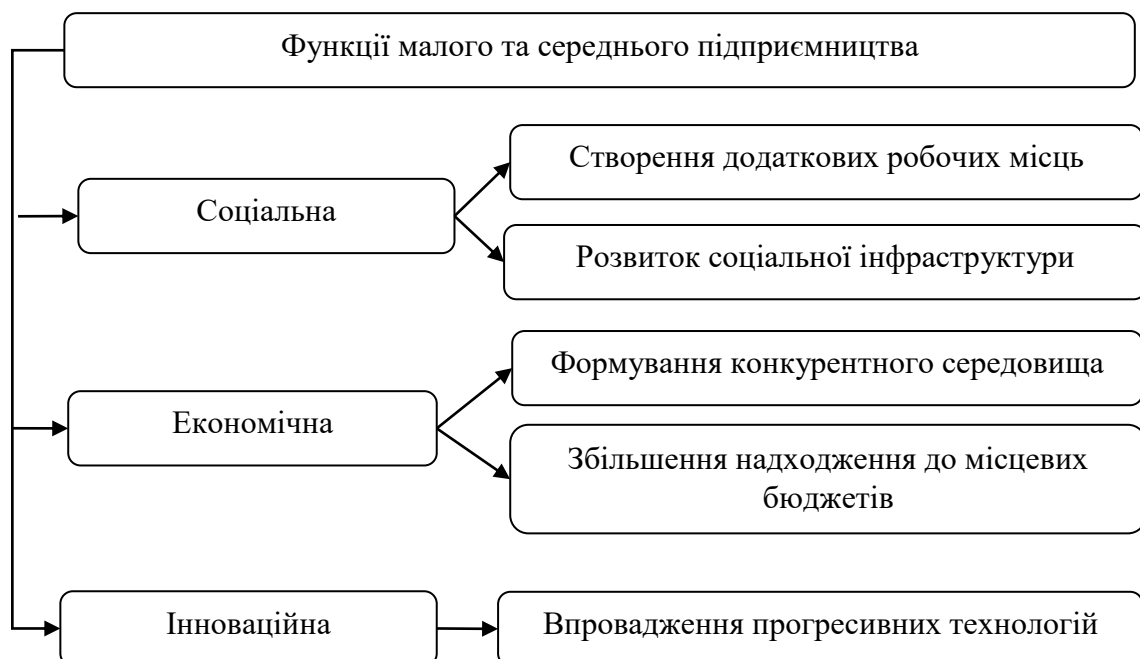 Функції малого та середнього підприємництва
Створення додаткових робочих місць
Соціальна
Розвиток соціальної інфраструктури
Формування конкурентного середовища
Економічна
Збільшення надходження до місцевих
бюджетів
Інноваційна
Впровадження прогресивних технологій